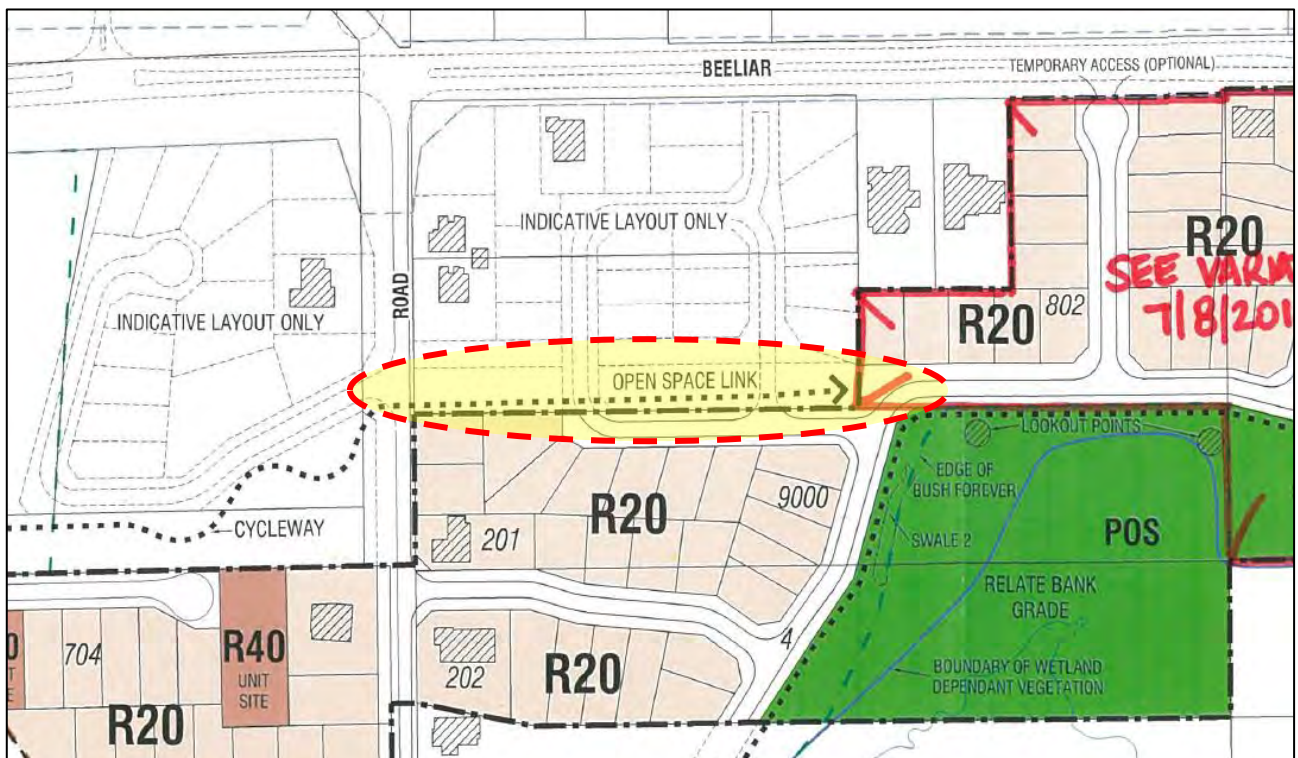 BEELIAR
TEMPORARY ACCESS (OPTIONAL)
INDICATIVE LAYOUT ONLY
R20
SEE
7/8/201
INDICATIVE LAYOUT ONLY
ROAD
R20
802
OPEN SPACE LINK
LOOKOUT POINTS
EDGE OF
BUSH FOREVER
R20
9000
CYCLEWAY
201
SWALE 2
POS
RELATE BANK
GRADE
4
704
R40
UNIT
SITE
202
R20
BOUNDARY OF WETLAND
DEPENDANT VEGETATION
R20